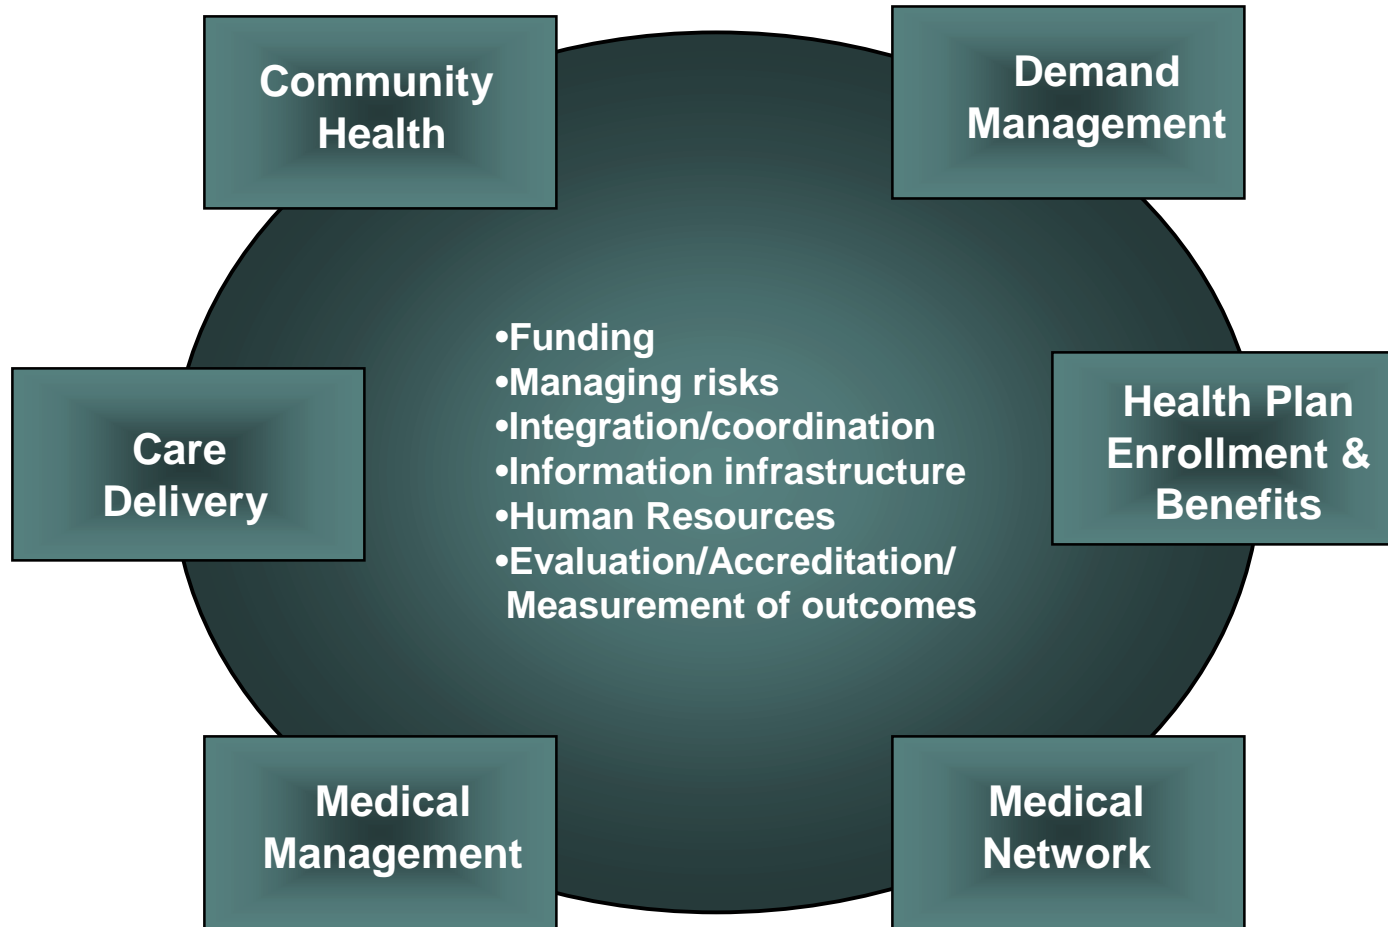 Community
Health
Demand
Management
•Funding
•Managing risks
•Integration/coordination
•Information infrastructure
•Human Resources
•Evaluation/Accreditation/
Measurement of outcomes
Care
Delivery
Health Plan
Enrollment &
Benefits
Medical
Management
Medical
Network